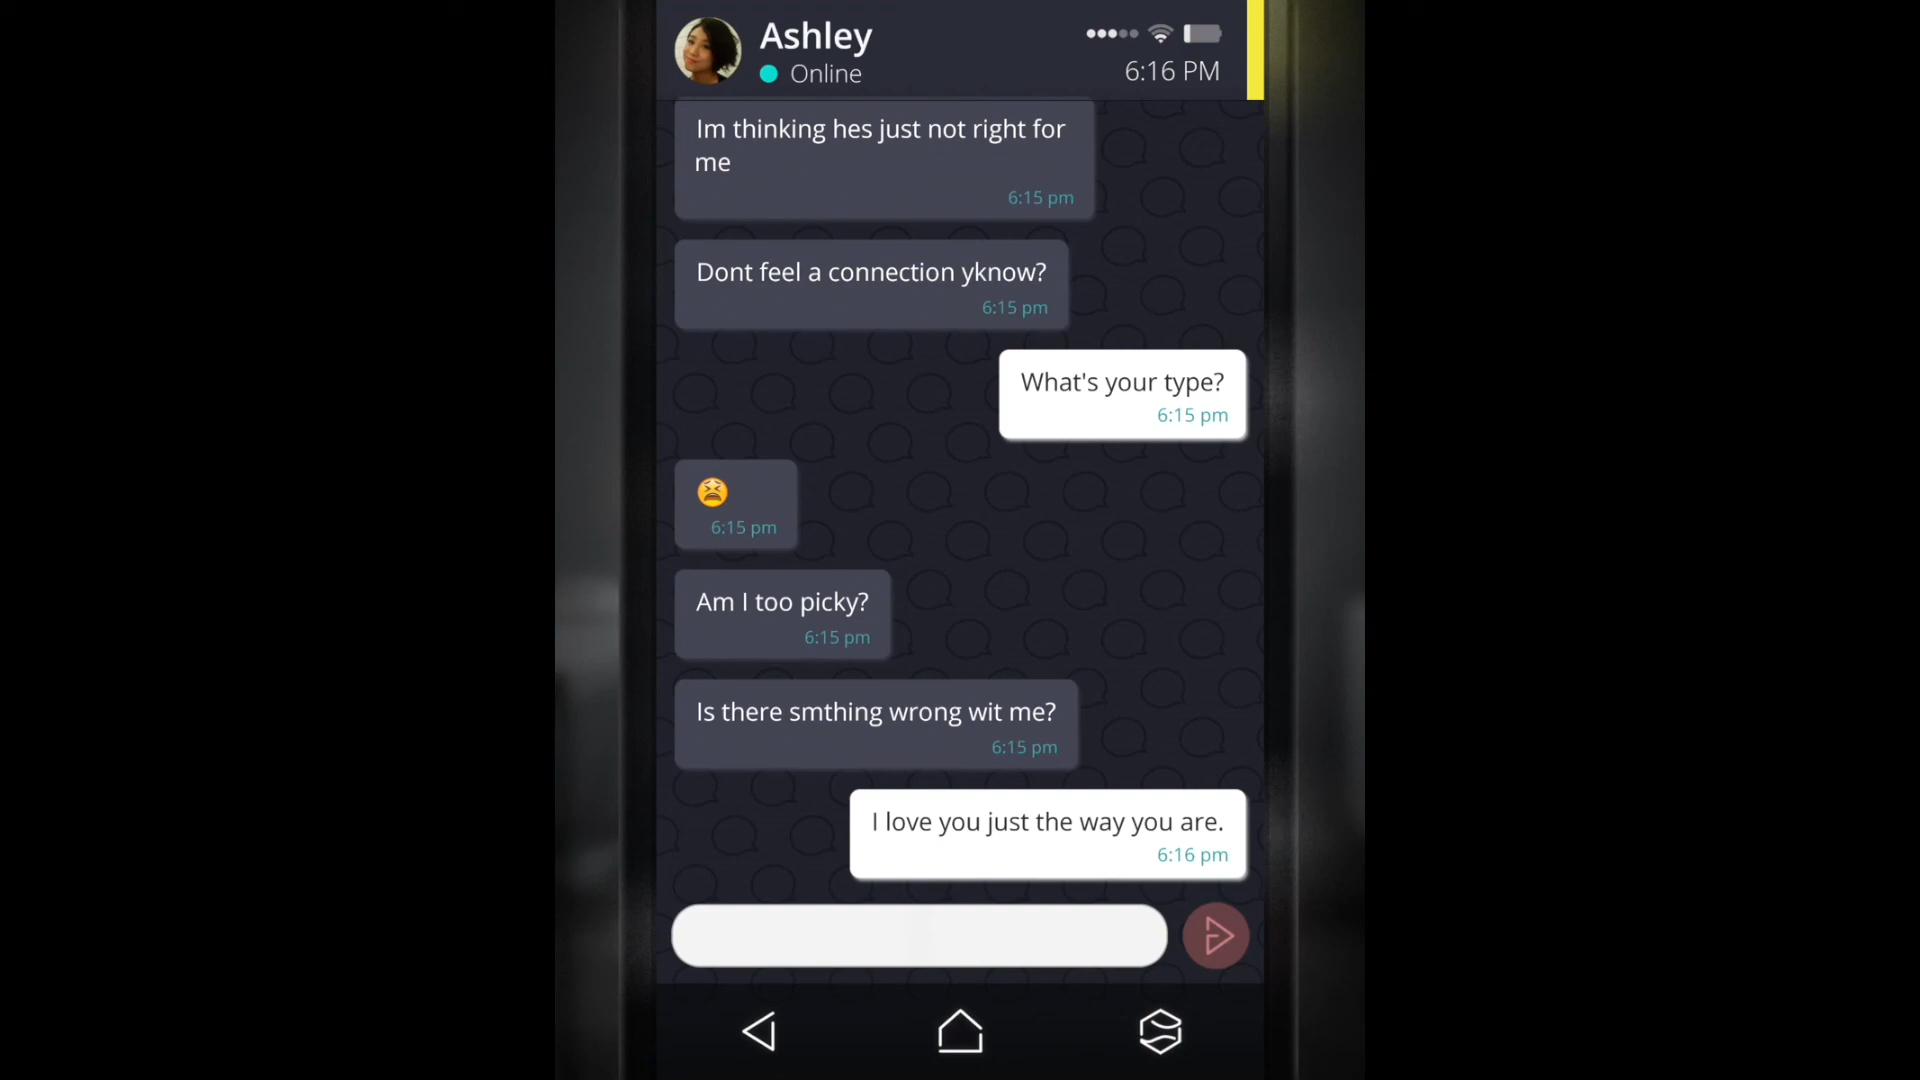 Ashley
Online
6:16 PM
Im thinking hes just not right for
me
6:15 pm
Dont feel a connection yknow?
6:15 pm
What's your type?
6:15 pm
😫
6:15 pm
Am I too picky?
6:15 pm
Is there smthing wrong wit me?
6:15 pm
I love you just the way you are.
6:16 pm